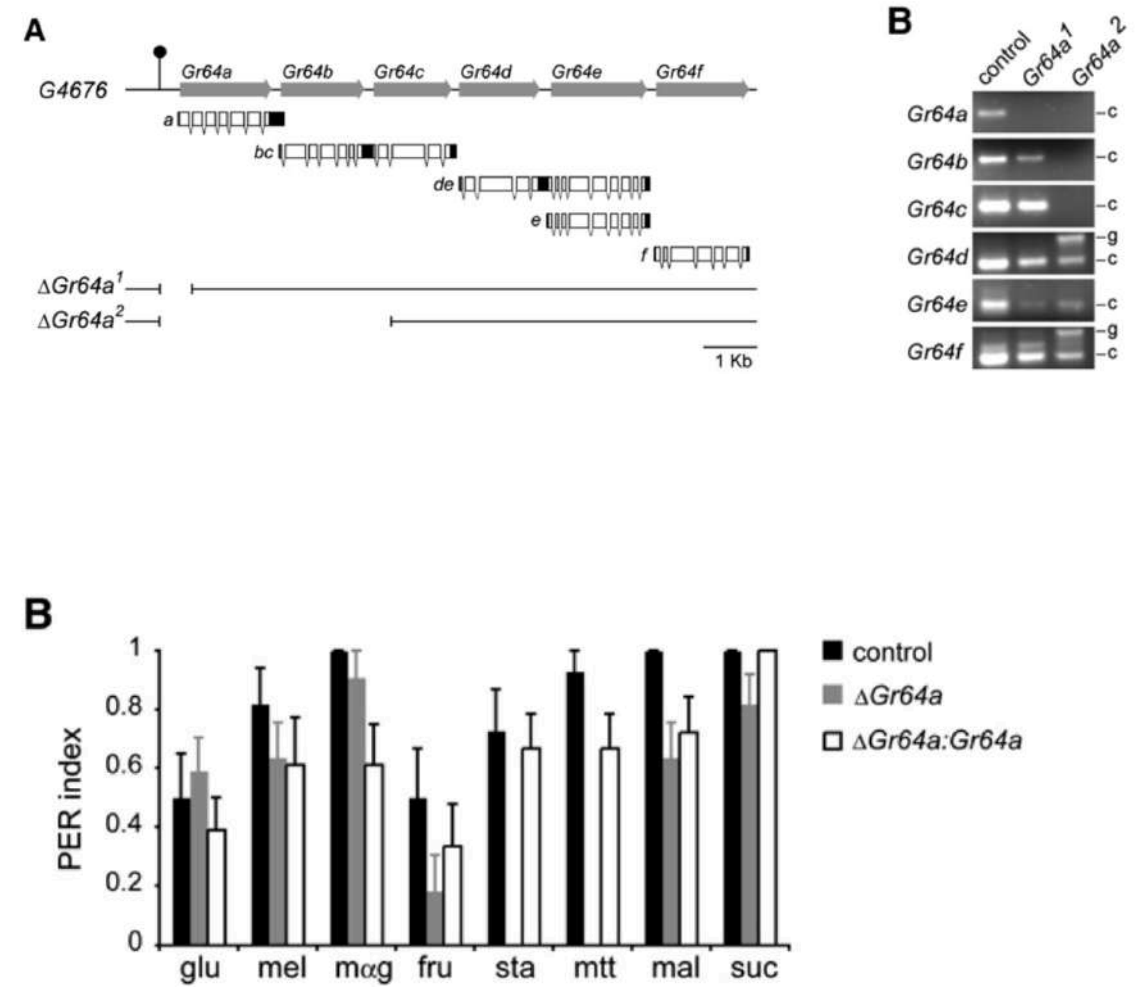 A
Gr64a Gr64b Gr64c Gr64d Gr64e Gr64f
G4676
a
bc
de
e
f
ΔGr64a1
ΔGr64a2
1 Kb
B
control Gr64a1 Gr64a2
Gr64a –c
Gr64b –c
Gr64c –c
Gr64d –g
–c
Gr64e –c
Gr64f –g
–c
B
PER index
1
0.8
0.6
0.4
0.2
0
glu mel mαg fru sta mtt mal suc
control
ΔGr64a
ΔGr64a:Gr64a